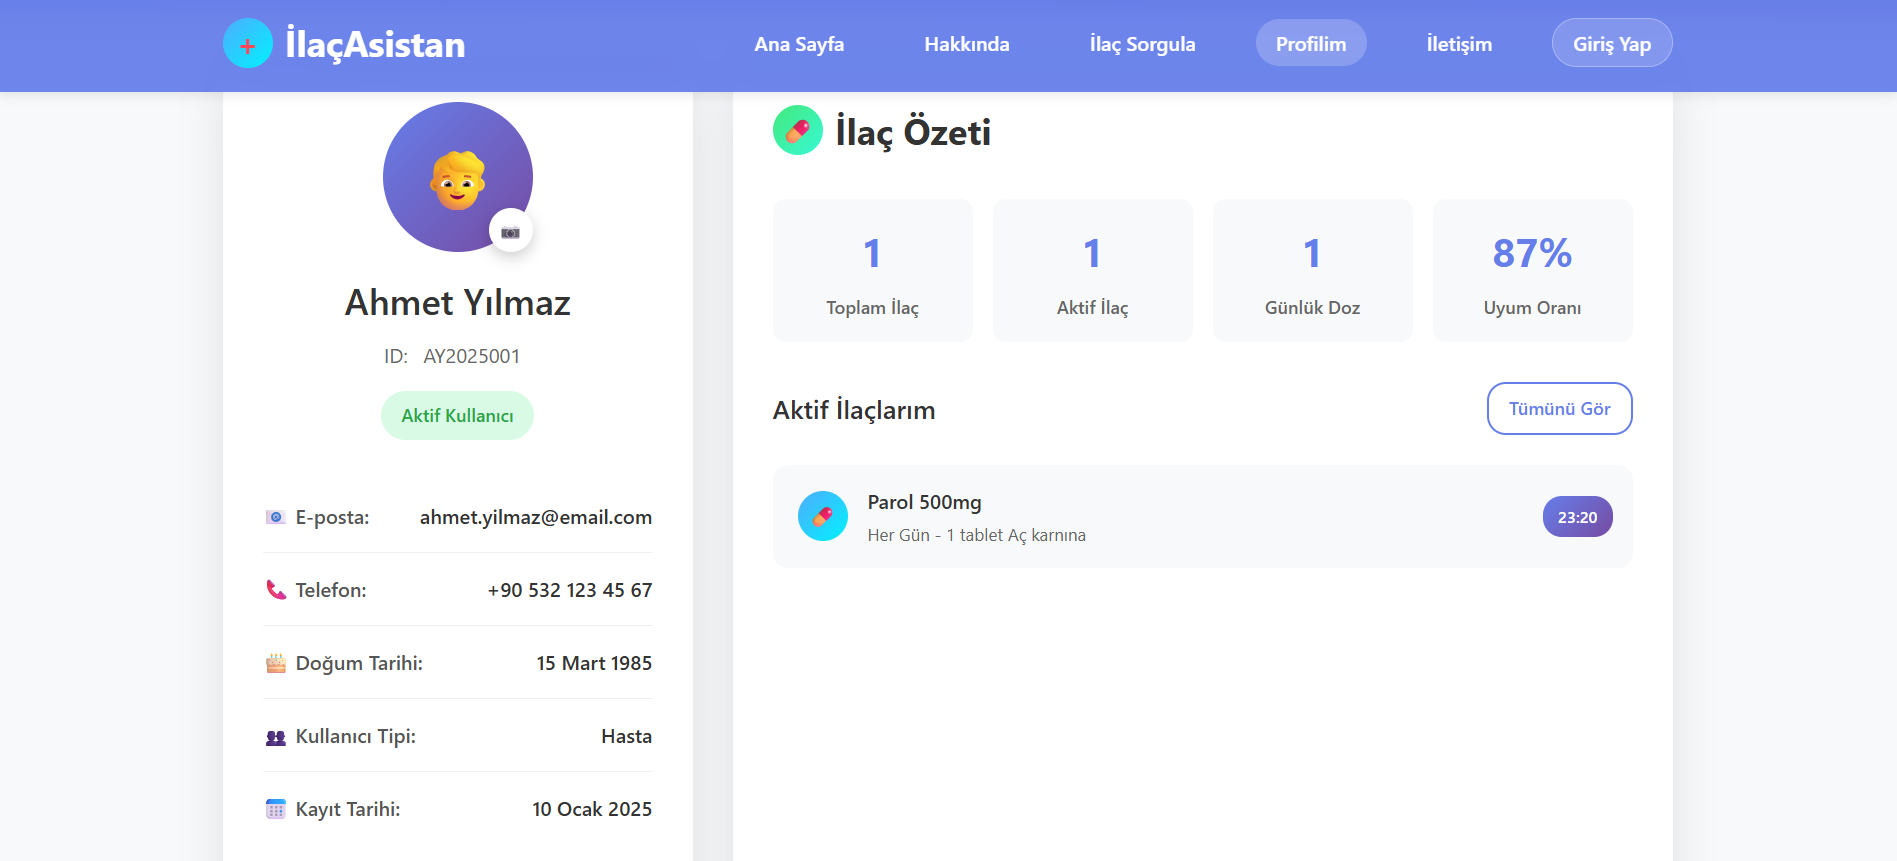 İlaçAsistan
Ana Sayfa
Hakkında
İlaç Sorgula
Profilim
İletişim
Giriş Yap
Ahmet Yılmaz
ID: AY2025001
Aktif Kullanıcı
E-posta: ahmet.yilmaz@email.com
Telefon: +90 532 123 45 67
Doğum Tarihi: 15 Mart 1985
Kullanıcı Tipi: Hasta
Kayıt Tarihi: 10 Ocak 2025
İlaç Özeti
1
Toplam İlaç
1
Aktif İlaç
1
Günlük Doz
87%
Uyum Oranı
Aktif İlaçlarım
Tümünü Gör
Parol 500mg
Her Gün - 1 tablet Aç karnına
23:20